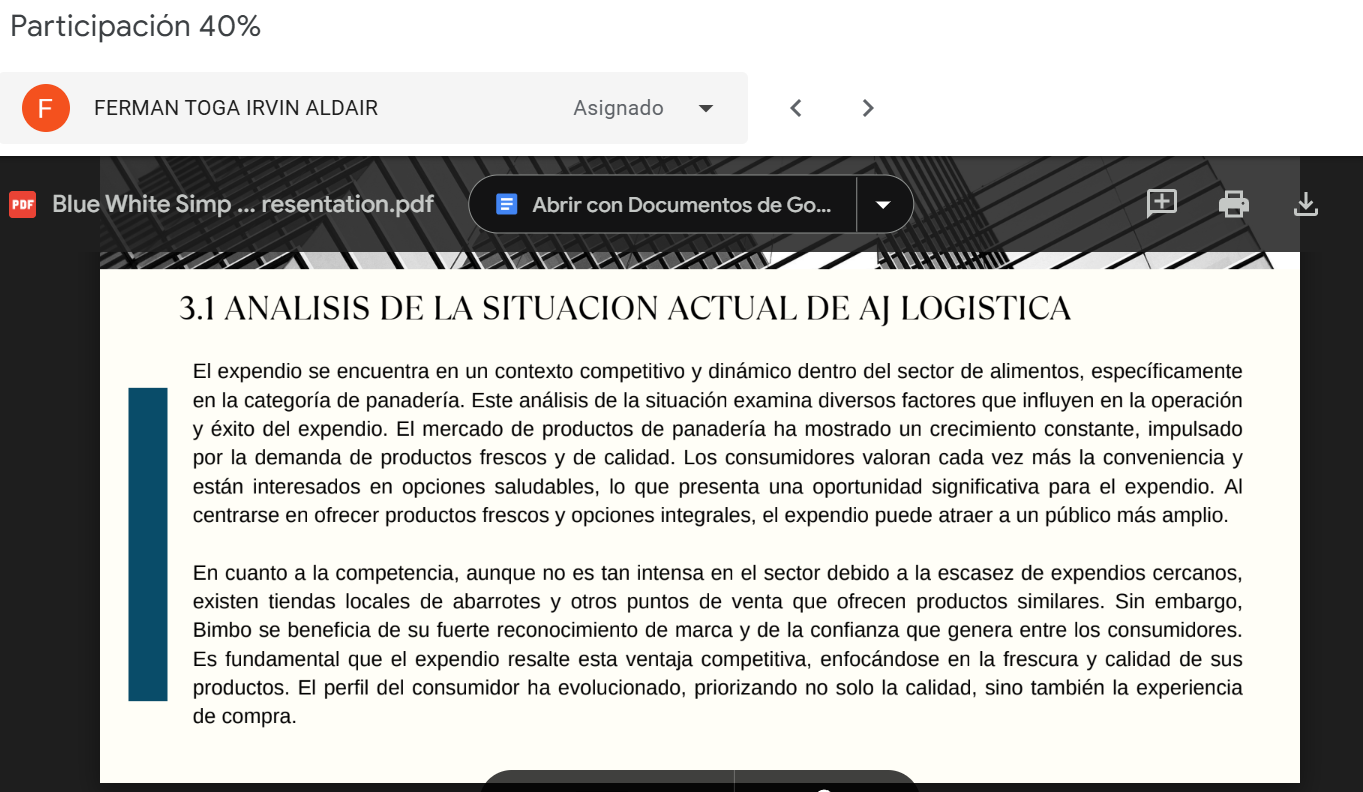 Participación 40%
F
FERMAN TOGA IRVIN ALDAIR
Asignado
PDF
Blue White Simp ... resentation.pdf
Abrir con Documentos de Go...
3.1 ANALISIS DE LA SITUACION ACTUAL DE AJ LOGISTICA
El expendio se encuentra en un contexto competitivo y dinámico dentro del sector de alimentos, específicamente
en la categoría de panadería. Este análisis de la situación examina diversos factores que influyen en la operación
y éxito del expendio. El mercado de productos de panadería ha mostrado un crecimiento constante, impulsado
por la demanda de productos frescos y de calidad. Los consumidores valoran cada vez más la conveniencia y
están interesados en opciones saludables, lo que presenta una oportunidad significativa para el expendio. Al
centrarse en ofrecer productos frescos y opciones integrales, el expendio puede atraer a un público más amplio.
En cuanto a la competencia, aunque no es tan intensa en el sector debido a la escasez de expendios cercanos,
existen tiendas locales de abarrotes y otros puntos de venta que ofrecen productos similares. Sin embargo,
Bimbo se beneficia de su fuerte reconocimiento de marca y de la confianza que genera entre los consumidores.
Es fundamental que el expendio resalte esta ventaja competitiva, enfocándose en la frescura y calidad de sus
productos. El perfil del consumidor ha evolucionado, priorizando no solo la calidad, sino también la experiencia
de compra.